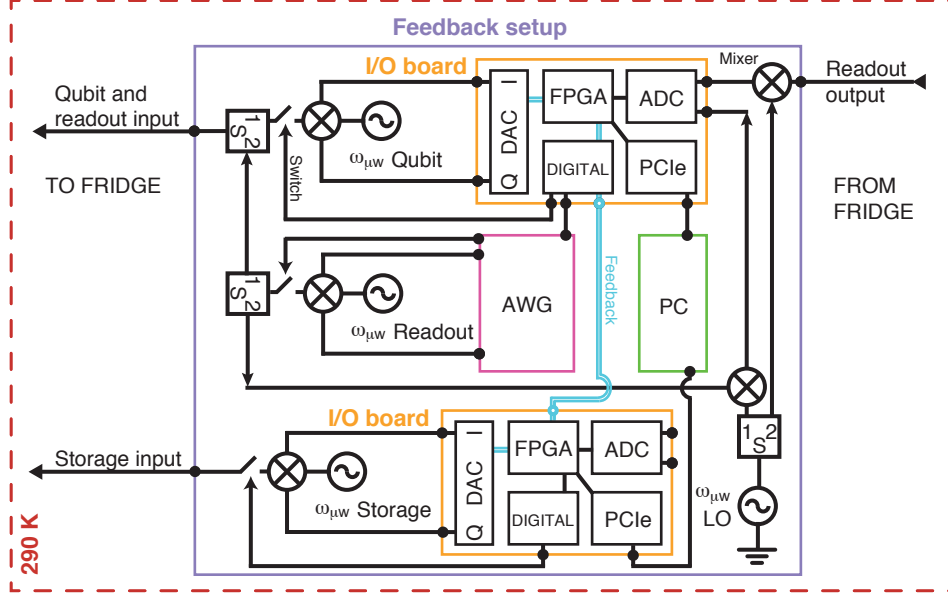 Feedback setup
I/O board
Mixer
Readout
output
Qubit and
readout input
1
S
2
Switch
ωμw Qubit
DAC
I
Q
FPGA
ADC
DIGITAL
PCIe
TO FRIDGE
FROM
FRIDGE
1
S
2
ωμw Readout
AWG
Feedback
PC
I/O board
Storage input
ωμw Storage
DAC
I
Q
FPGA
ADC
DIGITAL
PCIe
1
S
2
ωμw
LO
290 K